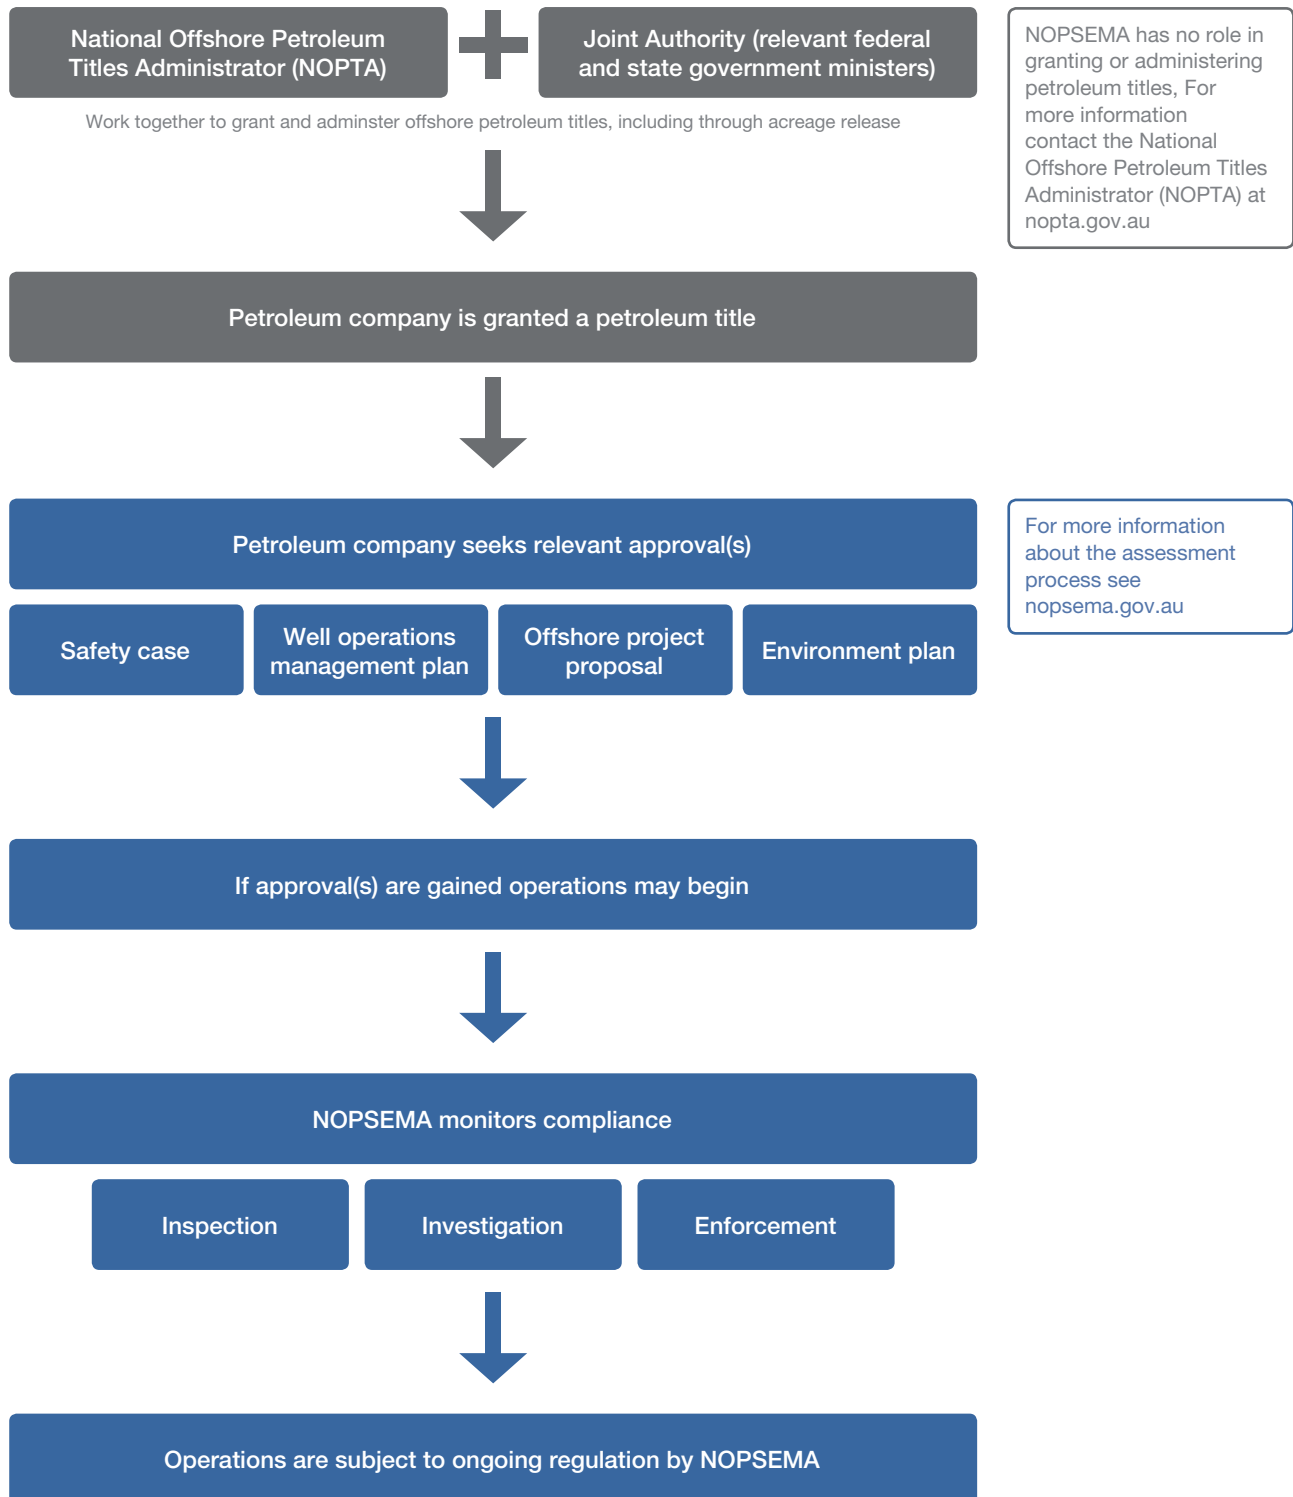 National Offshore Petroleum
Titles Administrator (NOPTA)
Joint Authority (relevant federal
and state government ministers)
Work together to grant and adminster offshore petroleum titles, including through acreage release
NOPSEMA has no role in
granting or administering
petroleum titles, For
more information
contact the National
Offshore Petroleum Titles
Administrator (NOPTA) at
nopta.gov.au
Petroleum company is granted a petroleum title
Petroleum company seeks relevant approval(s)
For more information
about the assessment
process see
nopsema.gov.au
Safety case
Well operations
management plan
Offshore project
proposal
Environment plan
If approval(s) are gained operations may begin
NOPSEMA monitors compliance
Inspection
Investigation
Enforcement
Operations are subject to ongoing regulation by NOPSEMA